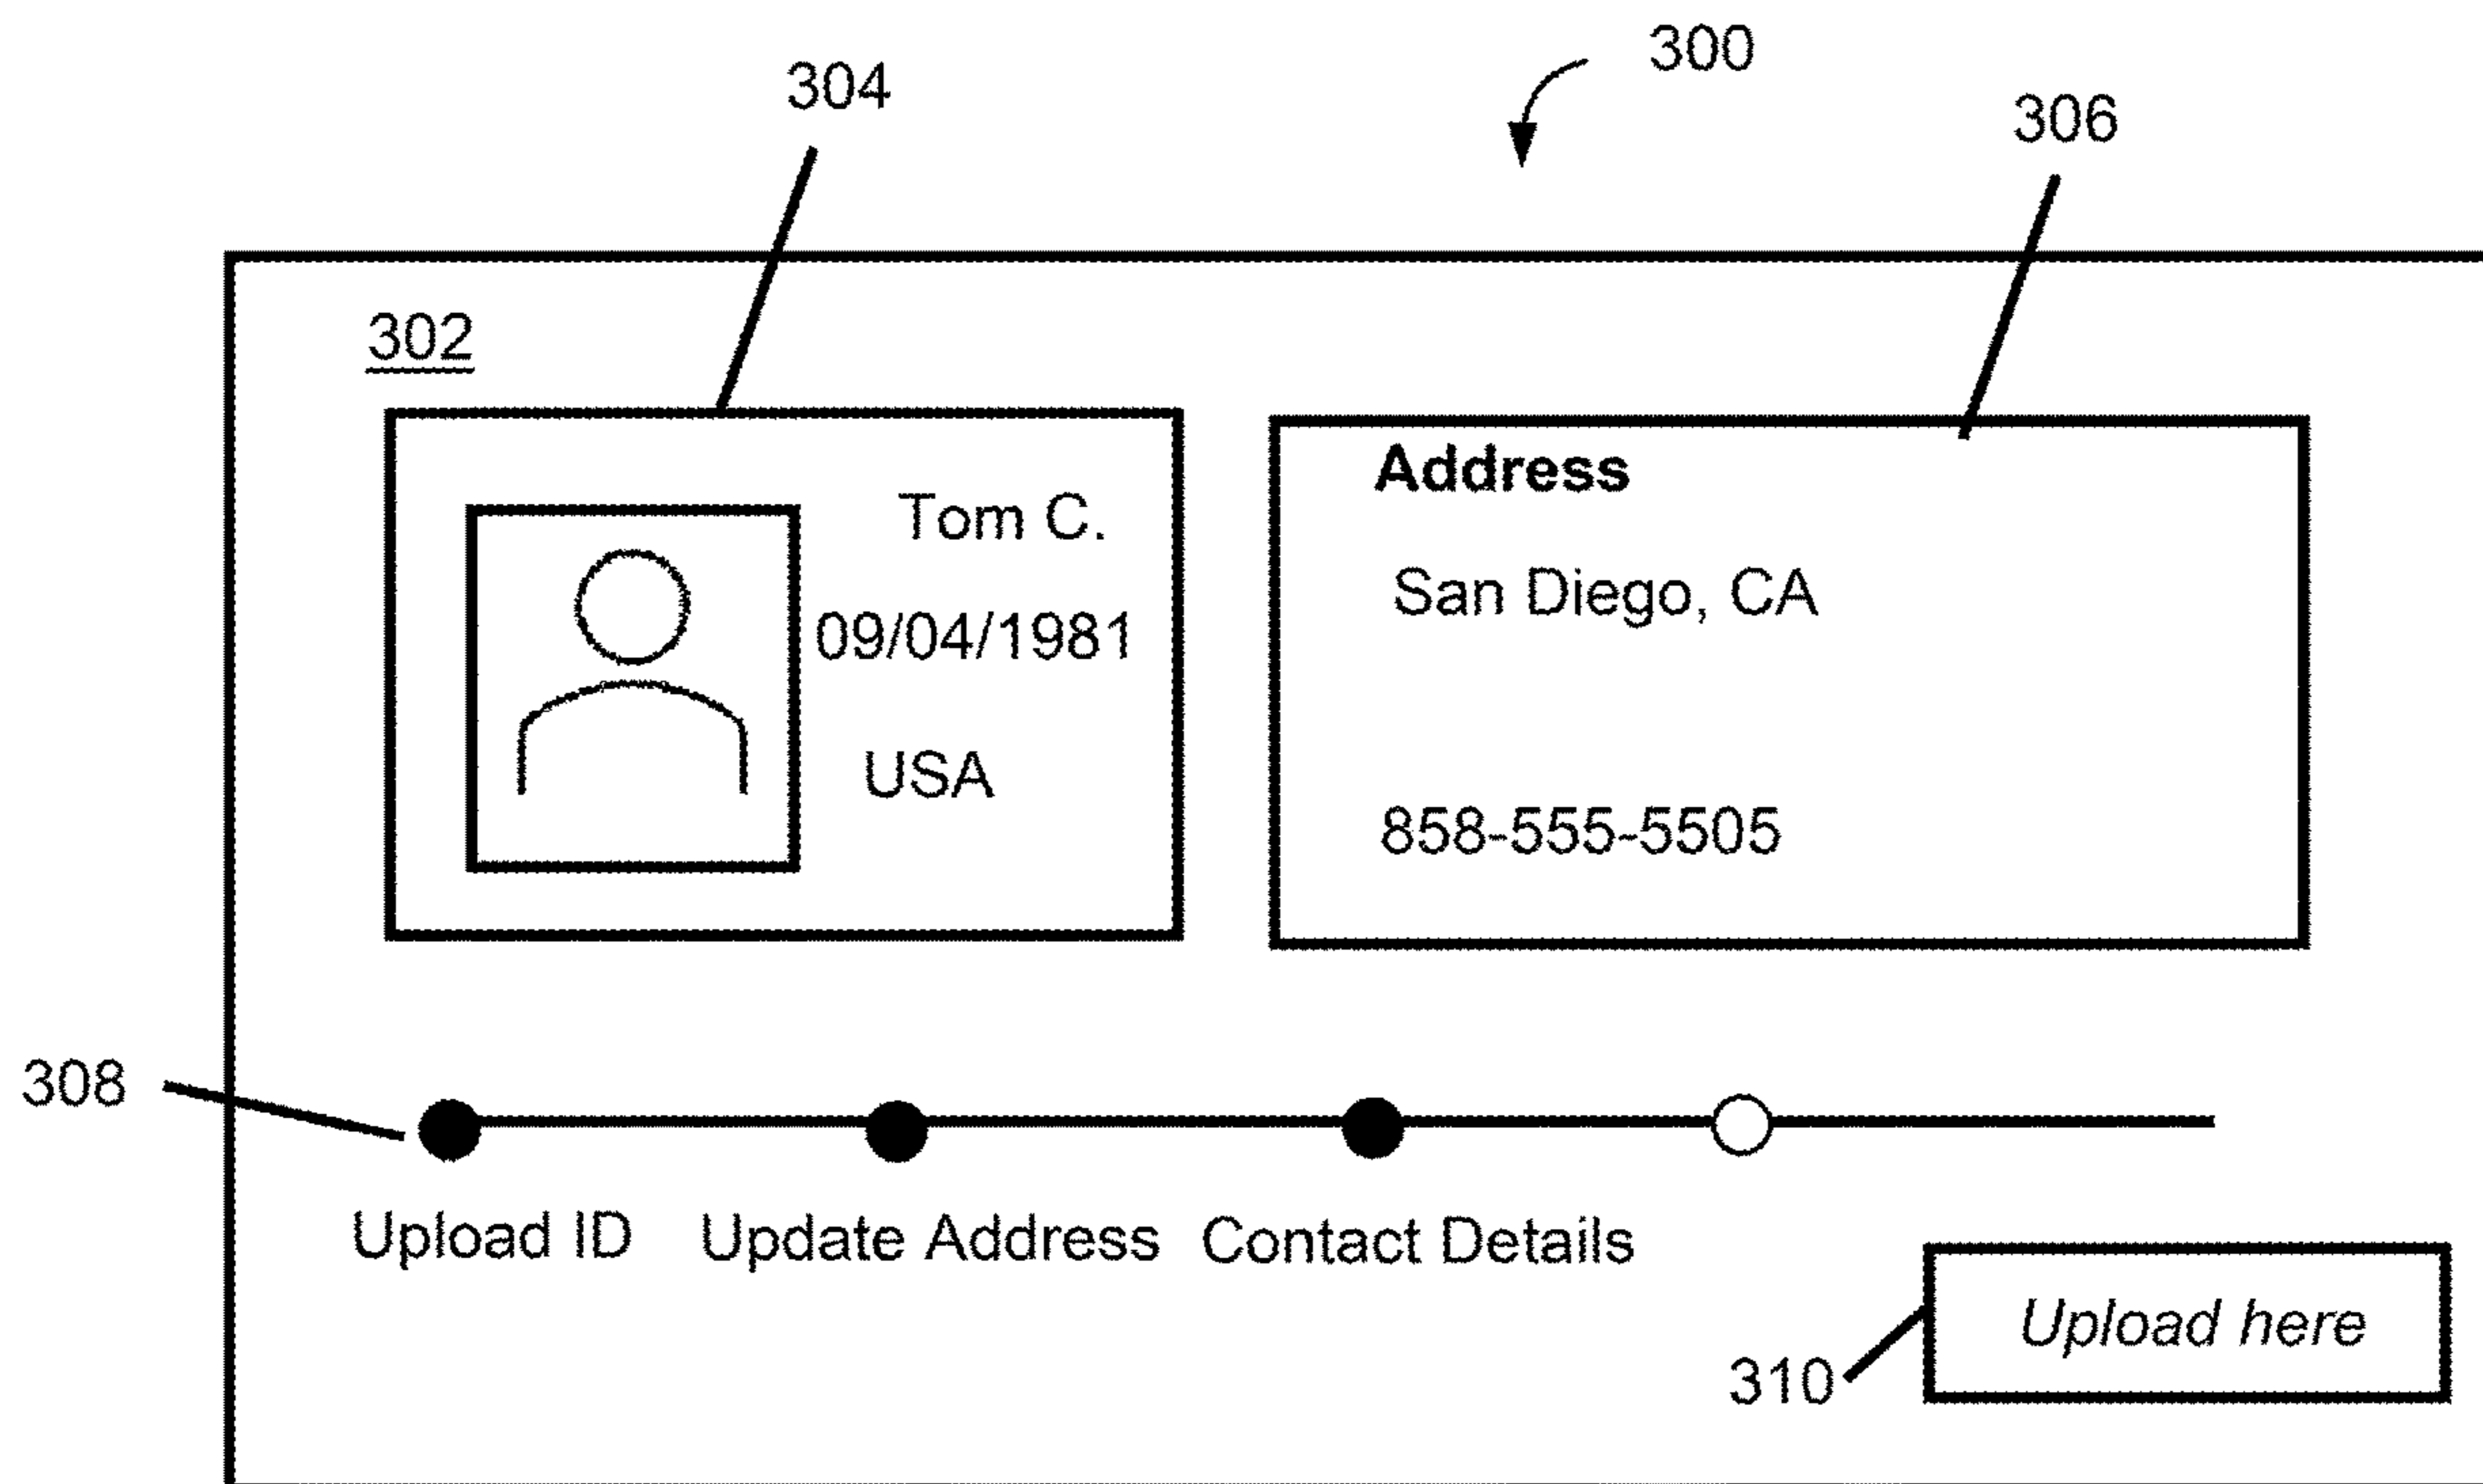 300
304
306
302
Tom C.
09/04/1981
USA
Address
San Diego, CA
858-555-5505
308
Upload ID
Update Address
Contact Details
Upload here
310